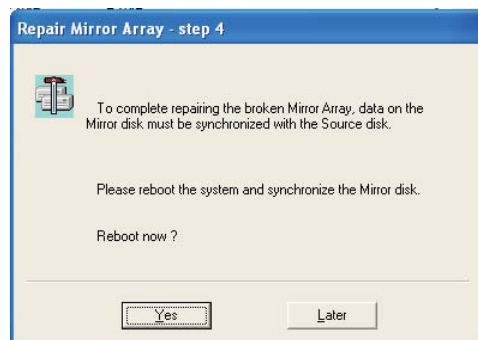 Repair Mirror Array - step 4
To complete repairing the broken Mirror Array, data on the
Mirror disk must be synchronized with the Source disk.
Please reboot the system and synchronize the Mirror disk.
Reboot now ?
Yes
Later